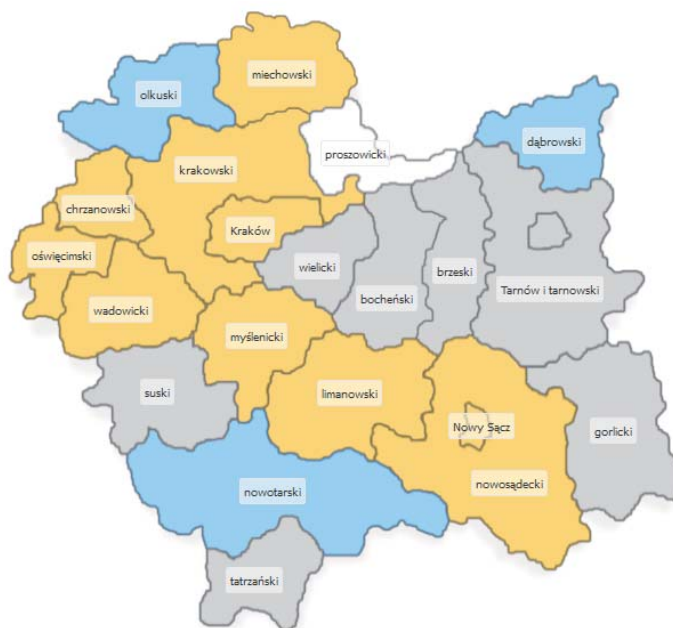 miechowski
olkuski
dąbrowski
proszowicki
krakowski
chrzanowski
Kraków
oświęcimski
wielicki
brzeski
bocheński
Tarnów i tarnowski
wadowicki
myślenicki
suski
limanowski
Nowy Sącz
gorlicki
nowotarski
nowosądecki
tatrzański